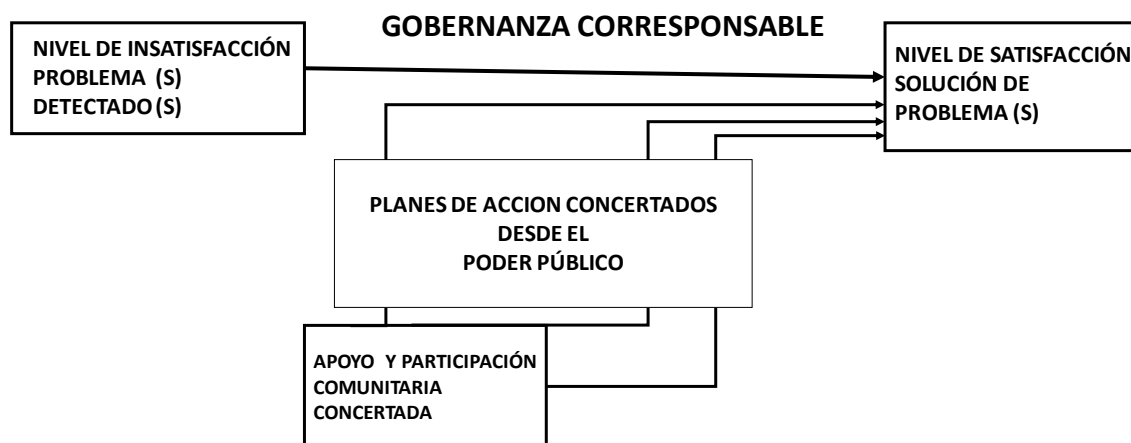 GOBERNANZA CORRESPONSABLE
NIVEL DE INSATISFACCIÓN
PROBLEMA (S)
DETECTADO (S)
NIVEL DE SATISFACCIÓN
SOLUCIÓN DE
PROBLEMA (S)
PLANES DE ACCION CONCERTADOS
DESDE EL
PODER PÚBLICO
APOYO Y PARTICIPACIÓN
COMUNITARIA
CONCERTADA